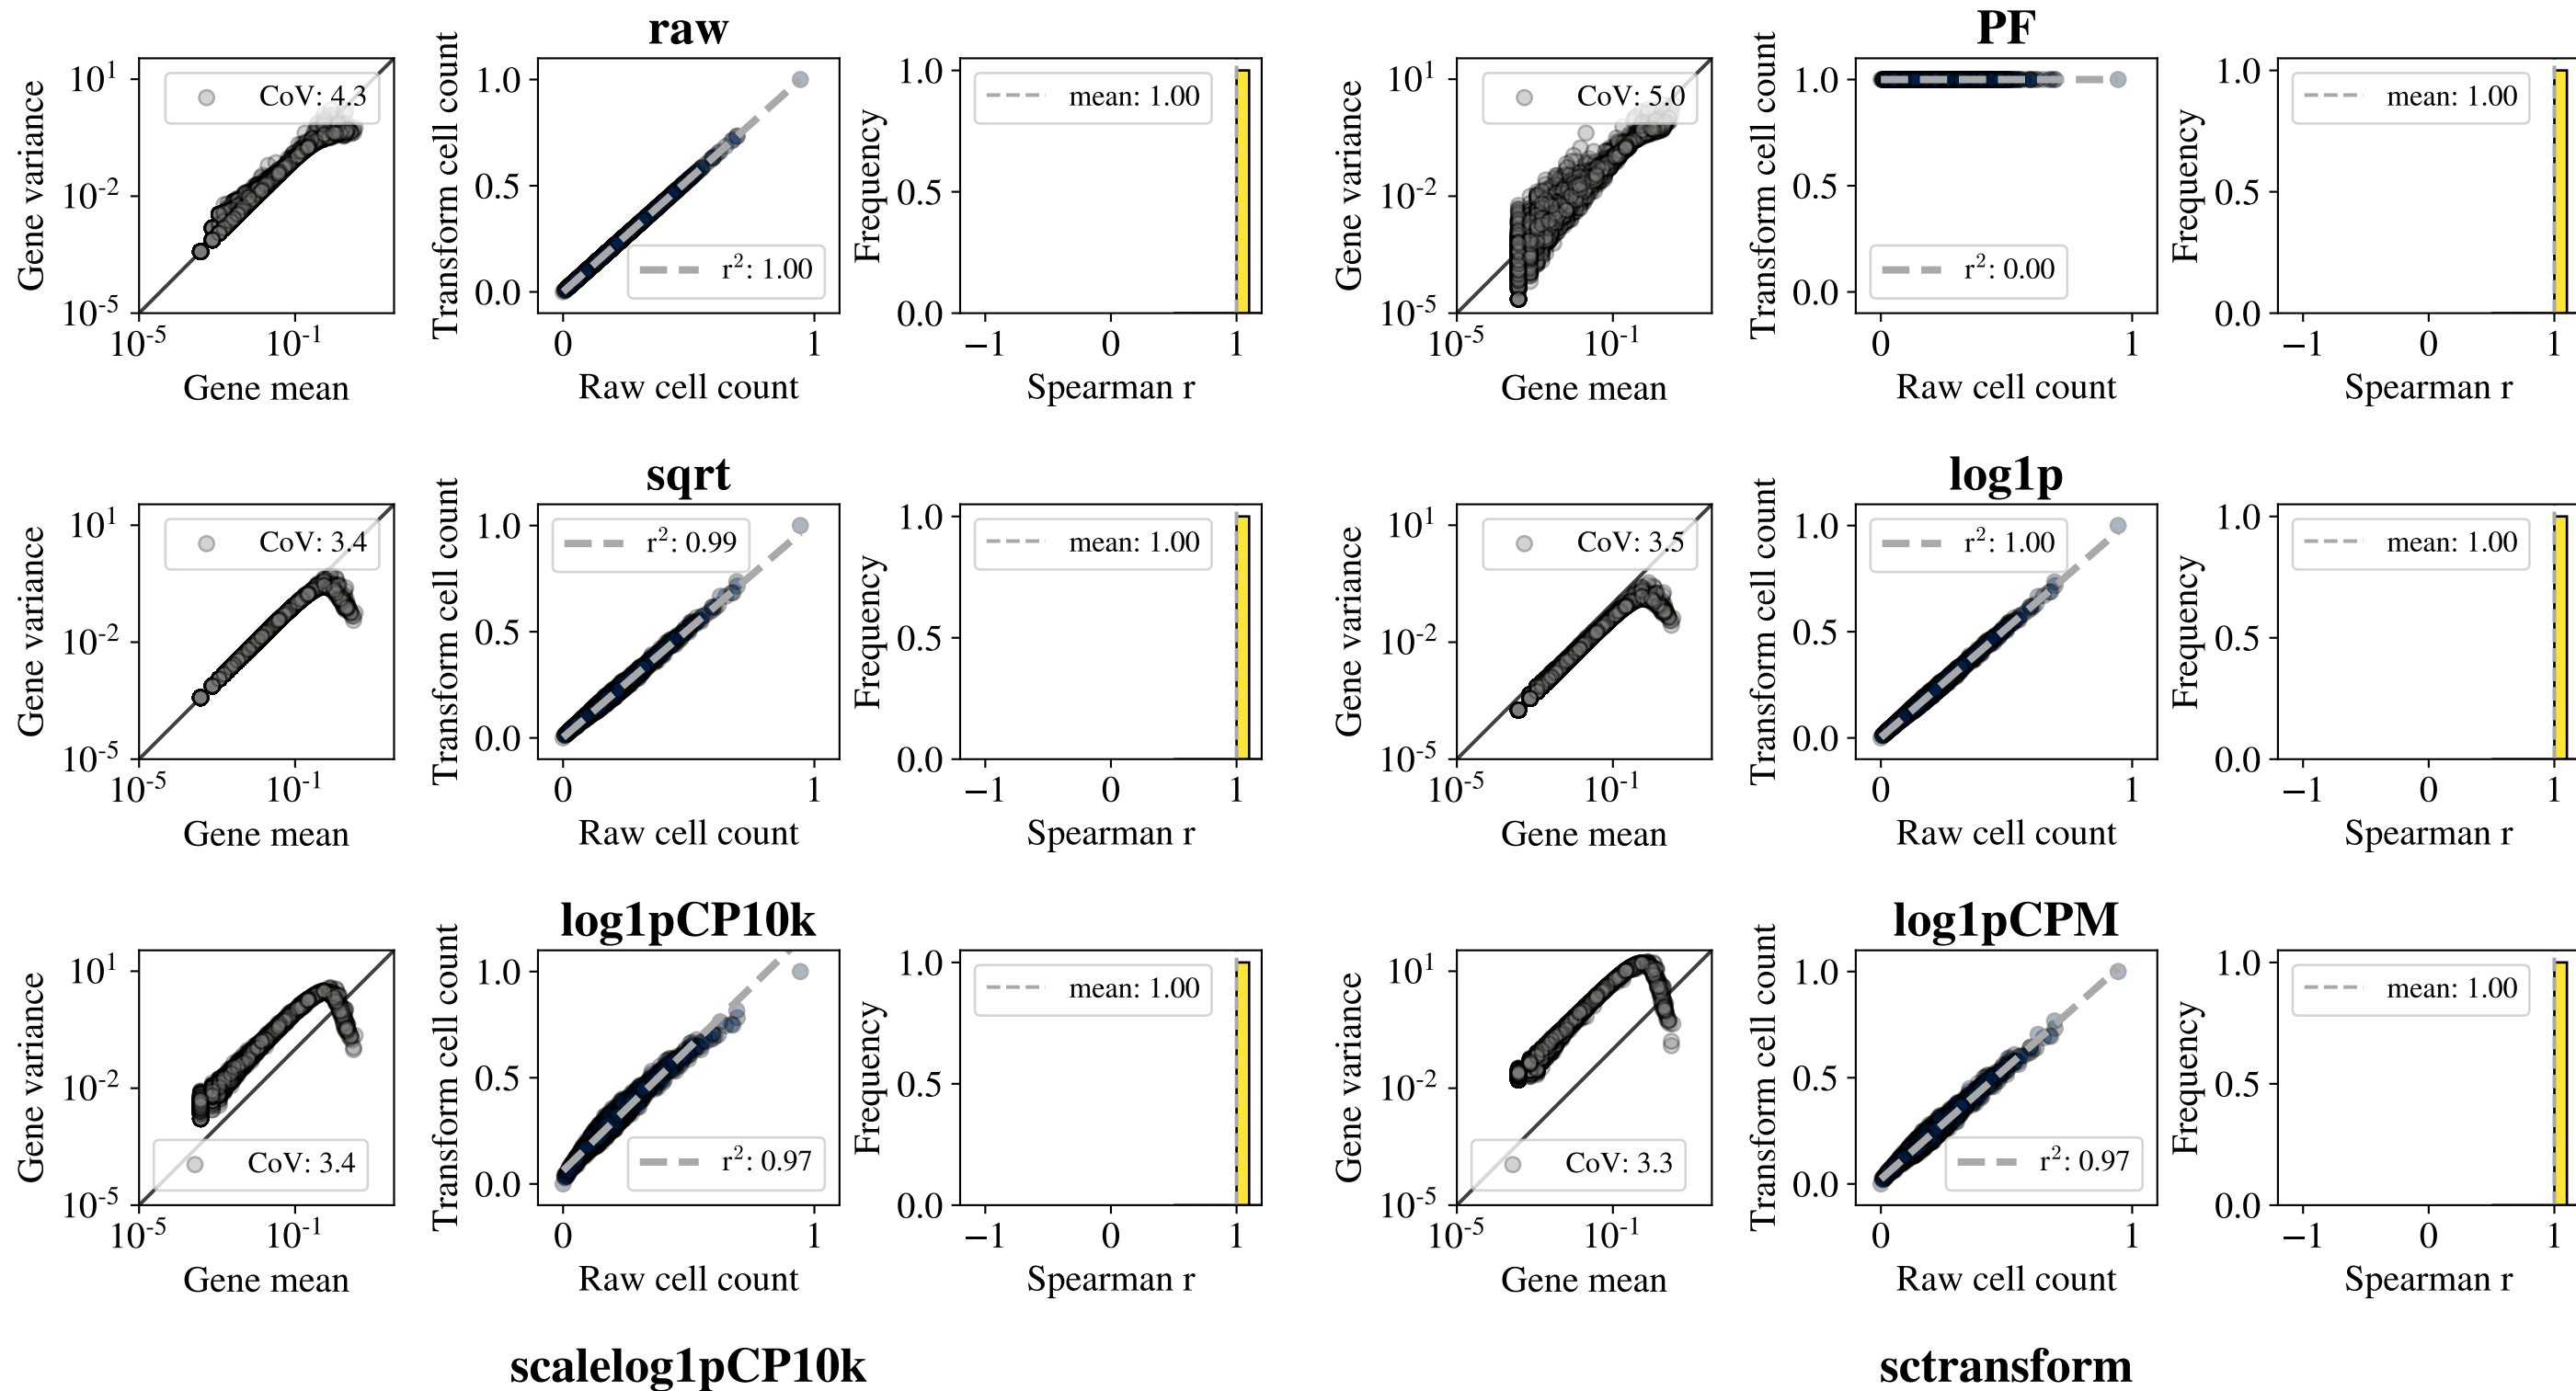 raw
Gene variance
10^1
10^-2
10^-5
CoV: 4.3
10^-5
10^-1
Gene mean
Transform cell count
1.0
0.5
0.0
r^2: 1.00
0
1
Raw cell count
Frequency
1.0
0.5
0.0
mean: 1.00
−1
0
1
Spearman r
PF
Gene variance
10^1
10^-2
10^-5
CoV: 5.0
10^-5
10^-1
Gene mean
Transform cell count
1.0
0.5
0.0
r^2: 0.00
0
1
Raw cell count
Frequency
1.0
0.5
0.0
mean: 1.00
−1
0
1
Spearman r
sqrt
Gene variance
10^1
10^-2
10^-5
CoV: 3.4
10^-5
10^-1
Gene mean
Transform cell count
1.0
0.5
0.0
r^2: 0.99
0
1
Raw cell count
Frequency
1.0
0.5
0.0
mean: 1.00
−1
0
1
Spearman r
log1p
Gene variance
10^1
10^-2
10^-5
CoV: 3.5
10^-5
10^-1
Gene mean
Transform cell count
1.0
0.5
0.0
r^2: 1.00
0
1
Raw cell count
Frequency
1.0
0.5
0.0
mean: 1.00
−1
0
1
Spearman r
log1pCP10k
Gene variance
10^1
10^-2
10^-5
CoV: 3.4
10^-5
10^-1
Gene mean
Transform cell count
1.0
0.5
0.0
r^2: 0.97
0
1
Raw cell count
Frequency
1.0
0.5
0.0
mean: 1.00
−1
0
1
Spearman r
log1pCPM
Gene variance
10^1
10^-2
10^-5
CoV: 3.3
10^-5
10^-1
Gene mean
Transform cell count
1.0
0.5
0.0
r^2: 0.97
0
1
Raw cell count
Frequency
1.0
0.5
0.0
mean: 1.00
−1
0
1
Spearman r
scalelog1pCP10k
sctransform